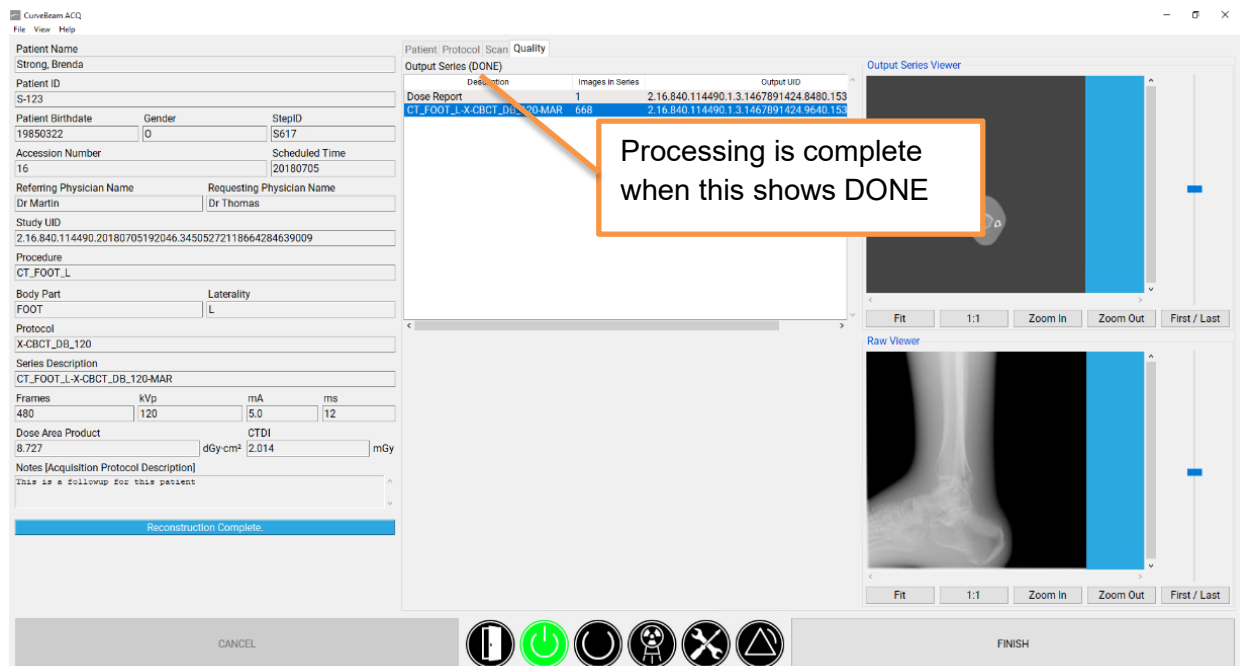 CurveBeam ACQ
File View Help
Patient Name
Strong, Brenda
Patient ID
S-123
Patient Birthdate Gender StepID
19850322 O S617
Accession Number Scheduled Time
16 20180705
Referring Physician Name Requesting Physician Name
Dr Martin Dr Thomas
Study UID
2.16.840.114490.20180705192046.34505272118664284639009
Procedure
CT_FOOT_L
Body Part Laterality
FOOT L
Protocol
X-CBCT_DB_120
Series Description
CT_FOOT_L-X-CBCT_DB_120-MAR
Frames kVp mA ms
480 120 5.0 12
Dose Area Product CTDI
8.727 dGy·cm² 2.014 mGy
Notes [Acquisition Protocol Description]
This is a followup for this patient
Reconstruction Complete.
Patient Protocol Scan Quality
Output Series (DONE)
Description Images in Series Output UID
Dose Report 1 2.16.840.114490.1.3.1467891424.8480.153
CT_FOOT_L-X-CBCT_DB_120-MAR 668 2.16.840.114490.1.3.1467891424.9640.153
Processing is complete
when this shows DONE
Output Series Viewer
Fit 1:1 Zoom In Zoom Out First / Last
Raw Viewer
Fit 1:1 Zoom In Zoom Out First / Last
CANCEL FINISH